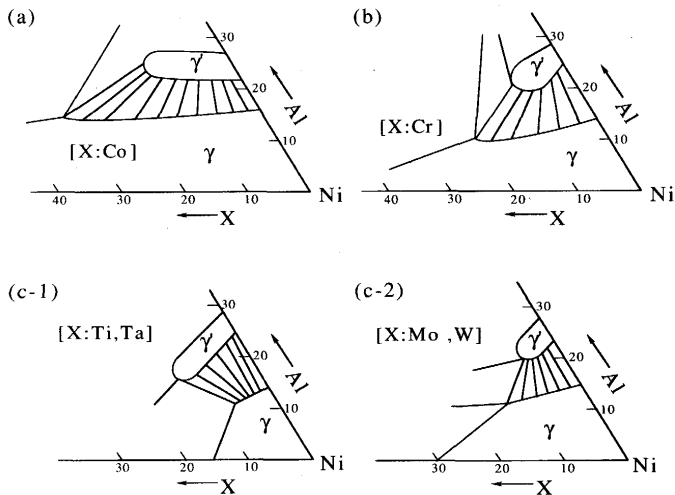 (a)
30
γ'
20
Al
10
[X:Co]
γ
Ni
40 30 20 10
X
(b)
30
γ'
20
Al
10
[X:Cr]
γ
Ni
40 30 20 10
X
(c-1)
30
[X:Ti,Ta]
γ'
20
Al
10
γ
Ni
30 20 10
X
(c-2)
30
[X:Mo ,W]
γ'
20
Al
10
γ
Ni
30 20 10
X